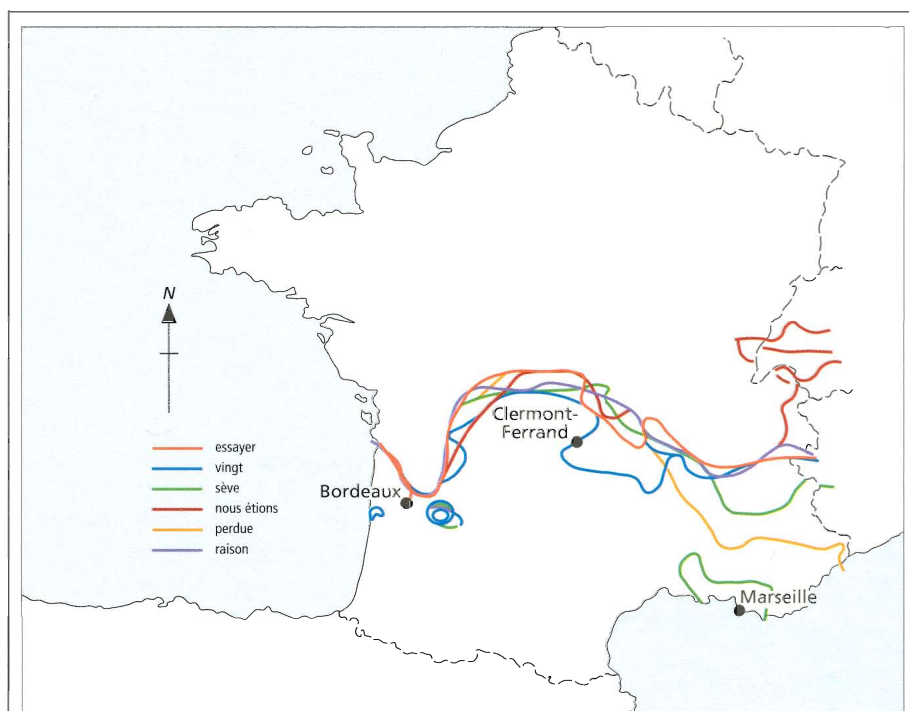 N
Clermont-
Ferrand
essayer
vingt
sève
nous étions
perdue
raison
Bordeaux
Marseille